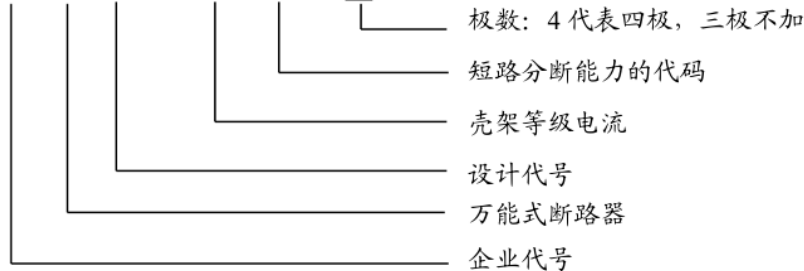 极数：4 代表四极，三极不加
短路分断能力的代码
壳架等级电流
设计代号
万能式断路器
企业代号